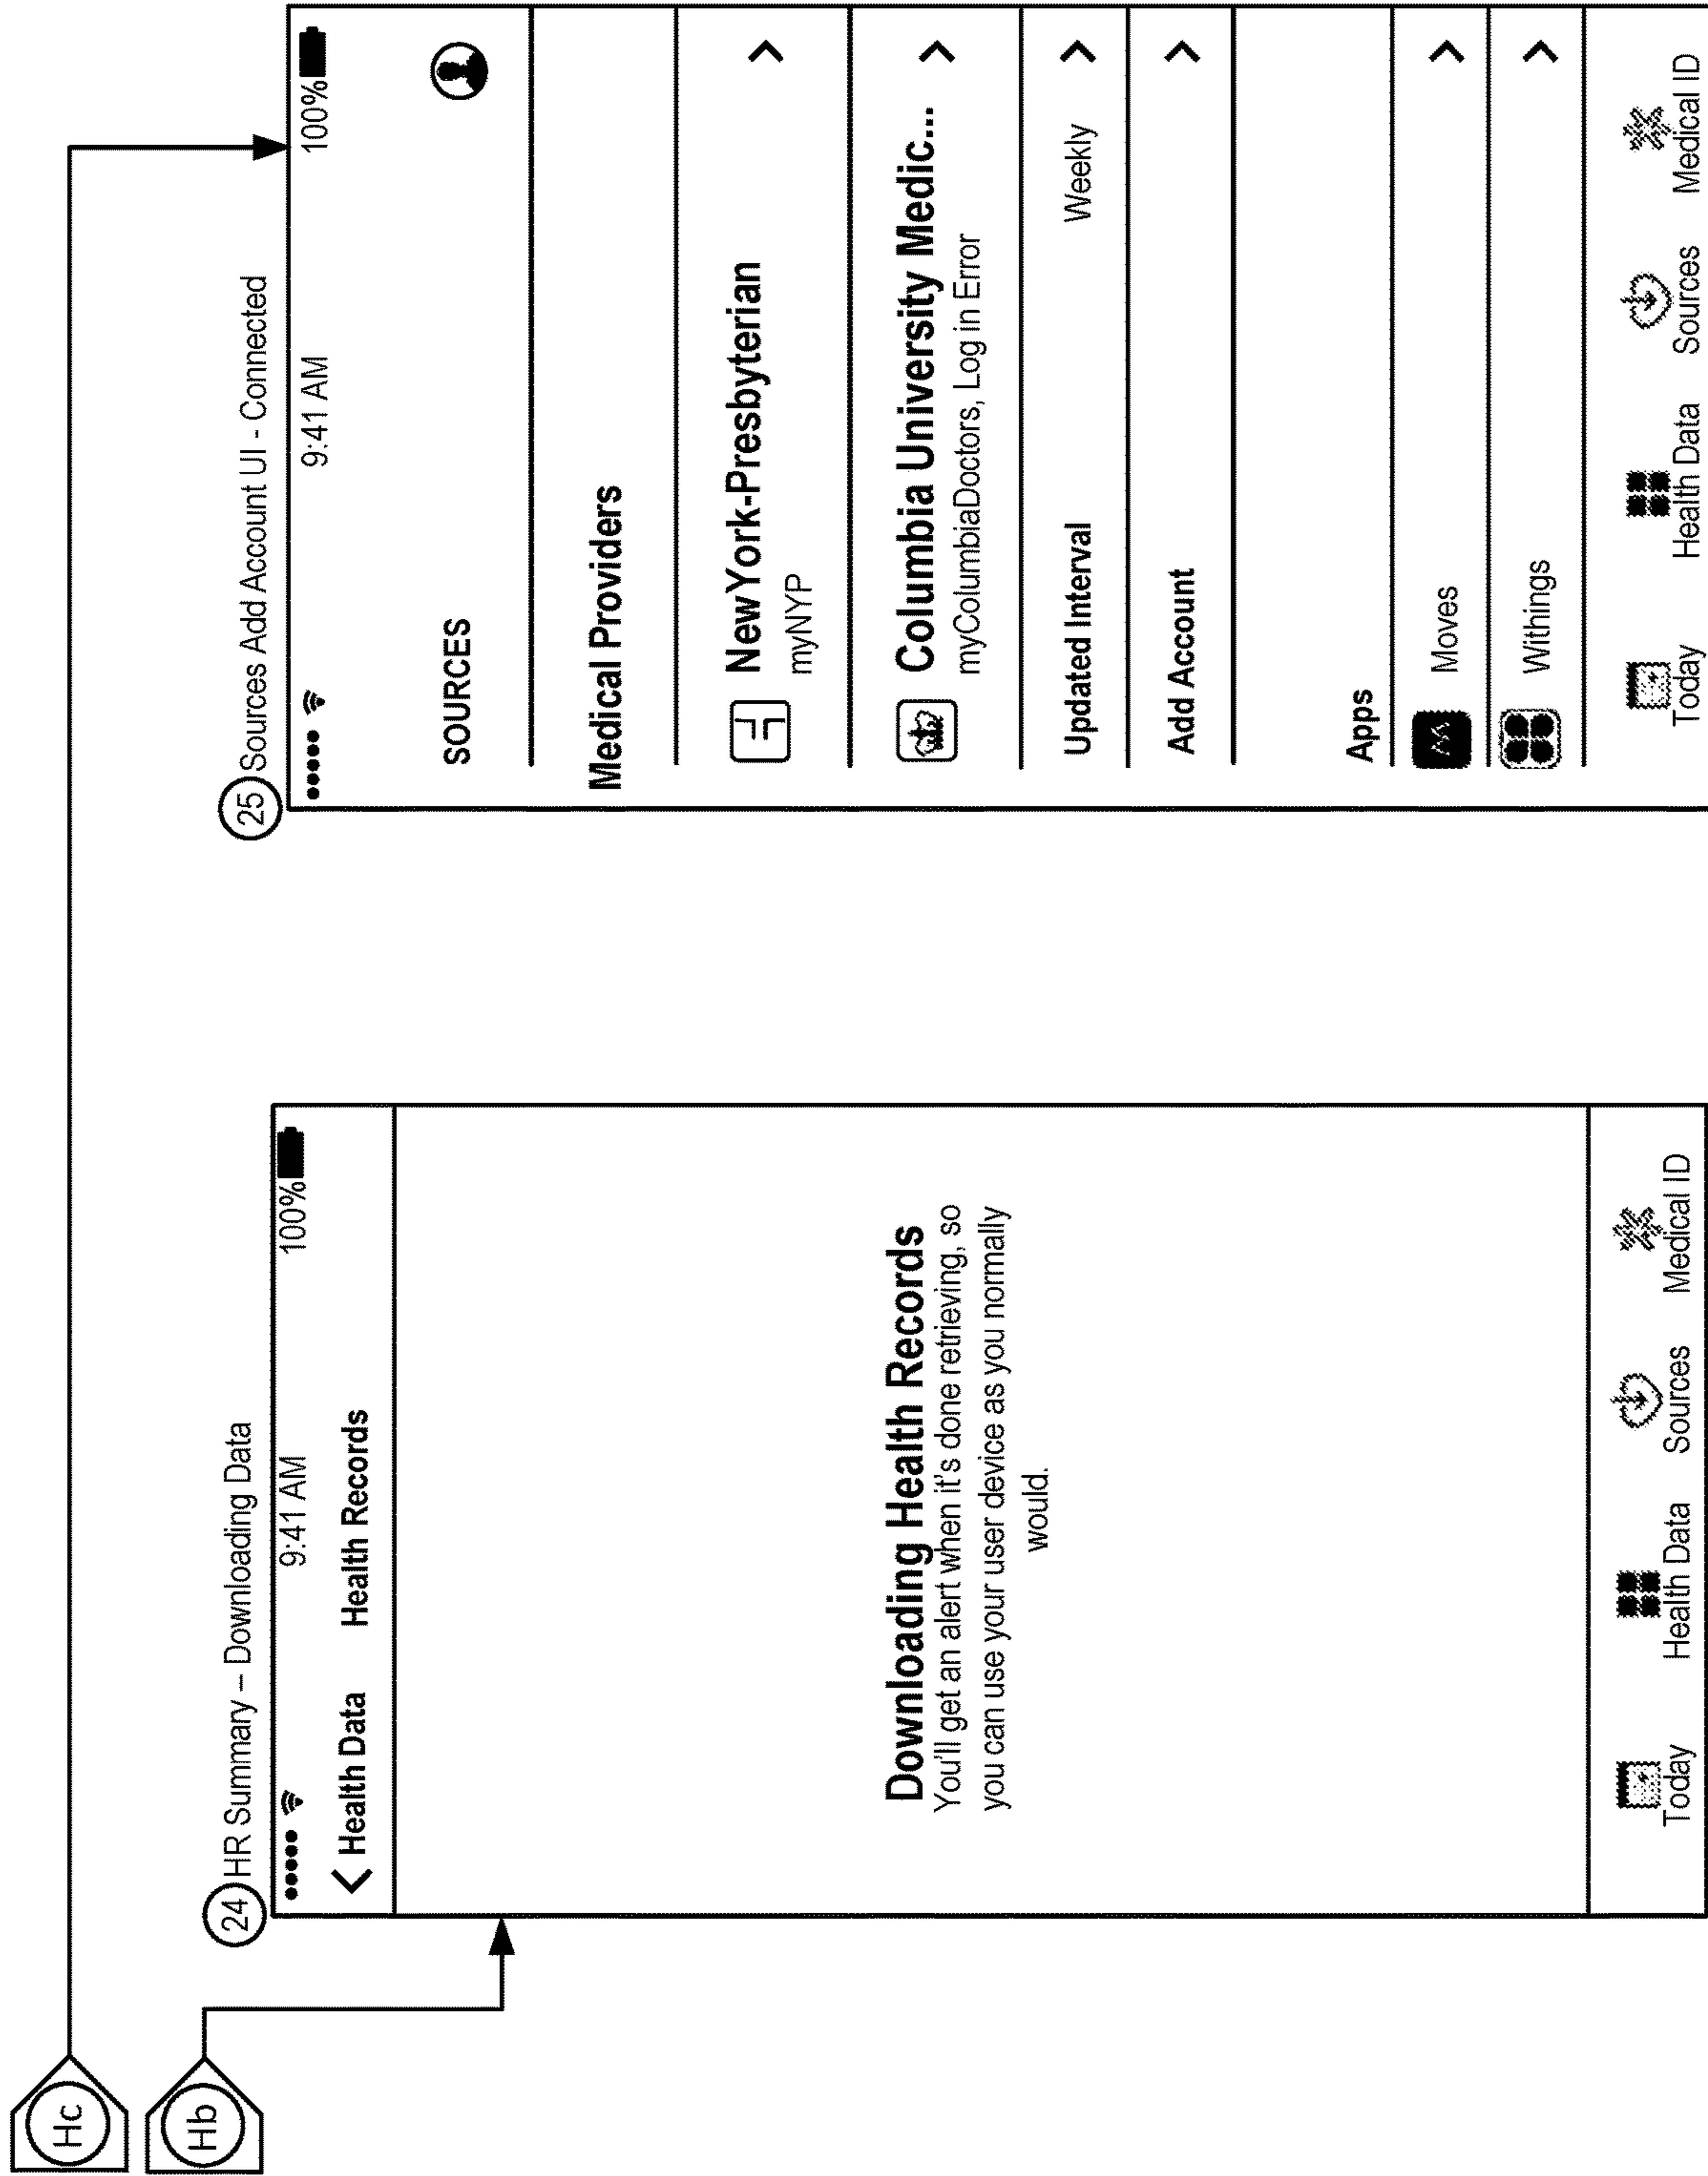 Hc
Hb
24 HR Summary – Downloading Data
9:41 AM 100%
Health Data Health Records
Downloading Health Records
You'll get an alert when it's done retrieving, so
you can use your user device as you normally
would.
Today Health Data Sources Medical ID
25 Sources Add Account UI - Connected
9:41 AM 100%
SOURCES
Medical Providers
NewYork-Presbyterian
myNYP
Columbia University Medic...
myColumbiaDoctors, Log in Error
Updated Interval Weekly
Add Account
Apps
Moves
Withings
Today Health Data Sources Medical ID